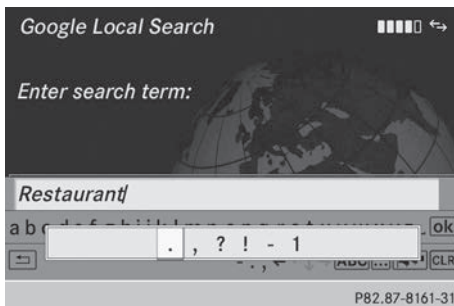 Google Local Search
Enter search term:
Restaurant
ok
. , ? ! - 1
ABC CLR
P82.87-8161-31